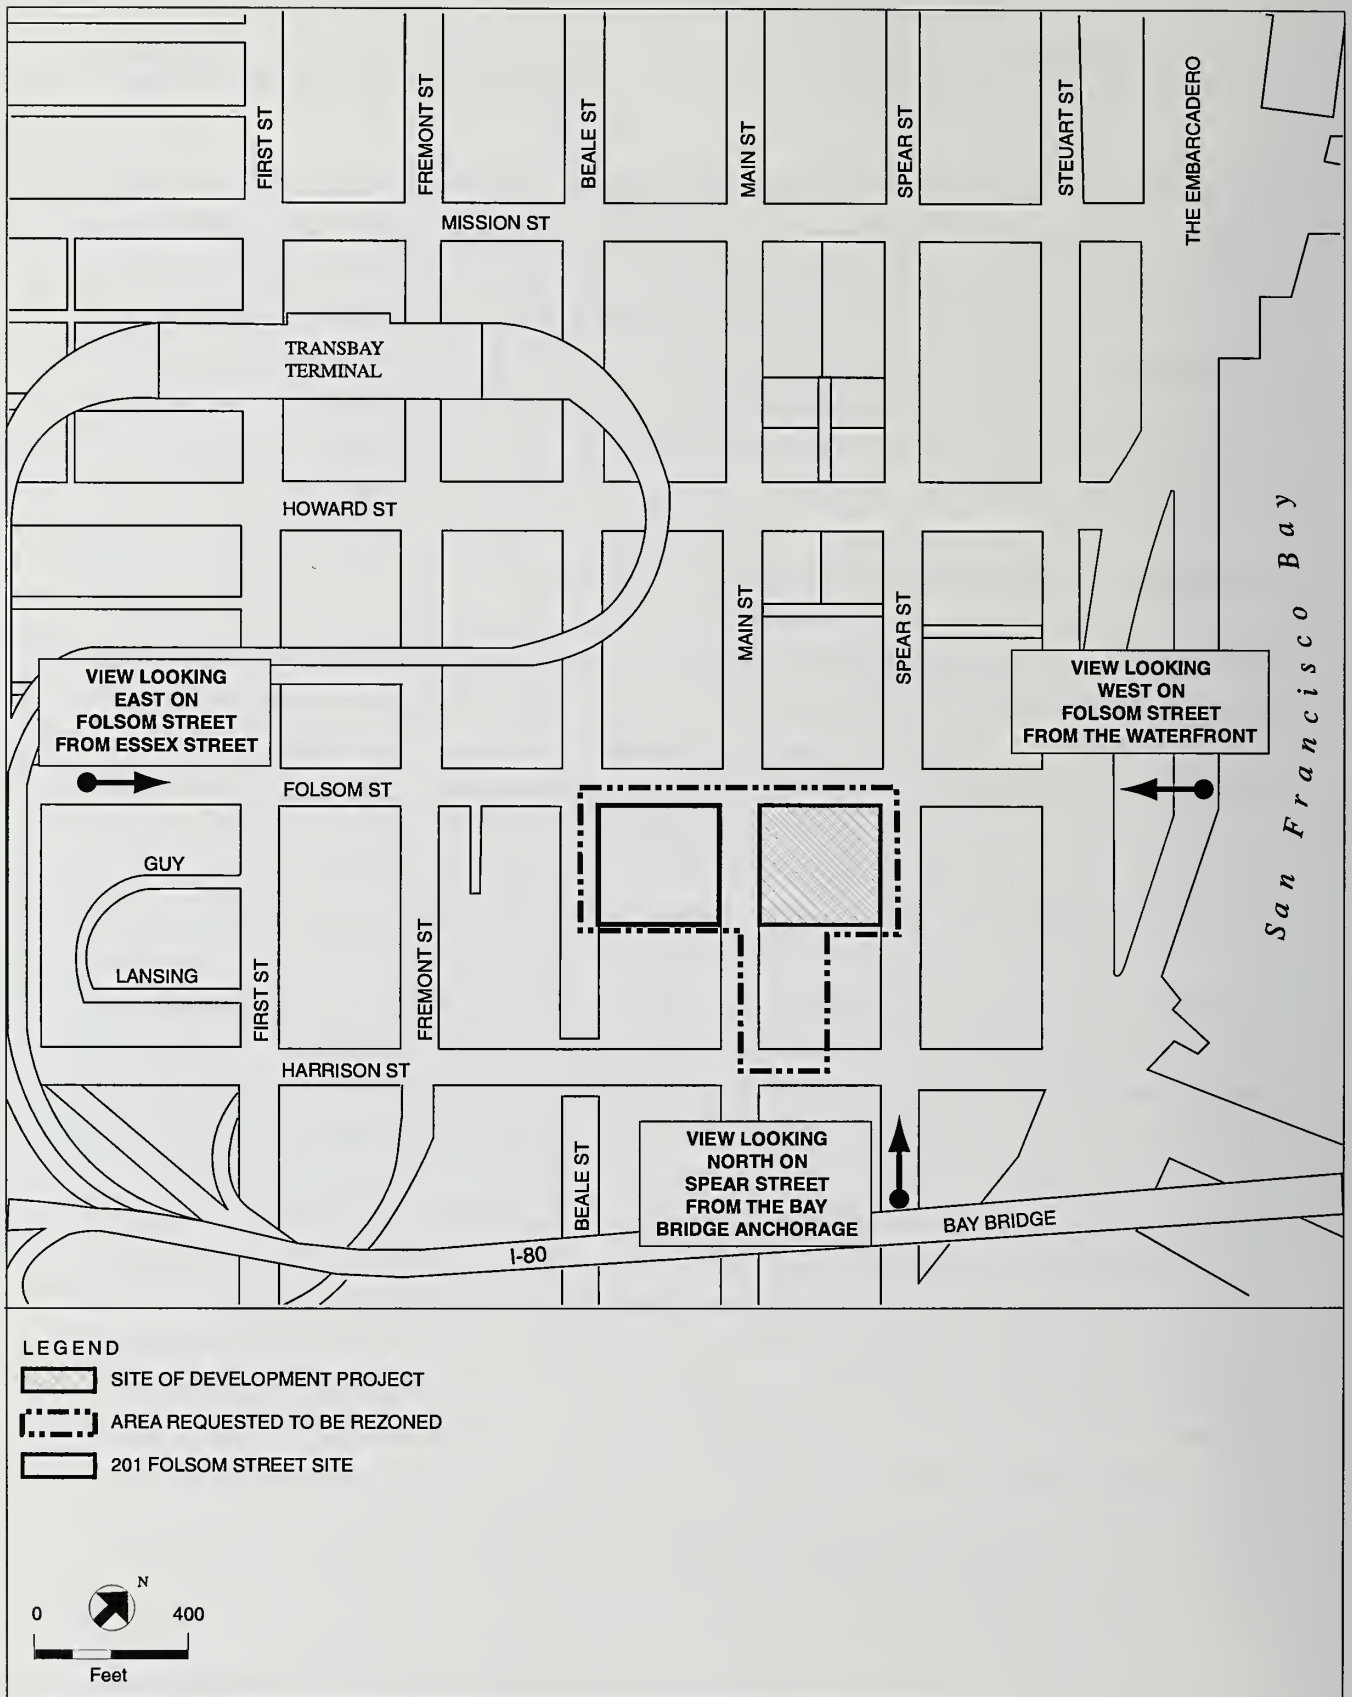 FIRST ST
FREMONT ST
BEALE ST
MAIN ST
SPEAR ST
STEUART ST
THE EMBARCADERO
MISSION ST
TRANSBAY
TERMINAL
HOWARD ST
MAIN ST
SPEAR ST
San Francisco Bay
VIEW LOOKING
EAST ON
FOLSOM STREET
FROM ESSEX STREET
VIEW LOOKING
WEST ON
FOLSOM STREET
FROM THE WATERFRONT
FOLSOM ST
GUY
LANSING
FIRST ST
FREMONT ST
HARRISON ST
BEALE ST
VIEW LOOKING
NORTH ON
SPEAR STREET
FROM THE BAY
BRIDGE ANCHORAGE
BAY BRIDGE
I-80
LEGEND
SITE OF DEVELOPMENT PROJECT
AREA REQUESTED TO BE REZONED
201 FOLSOM STREET SITE
N
0 400
Feet